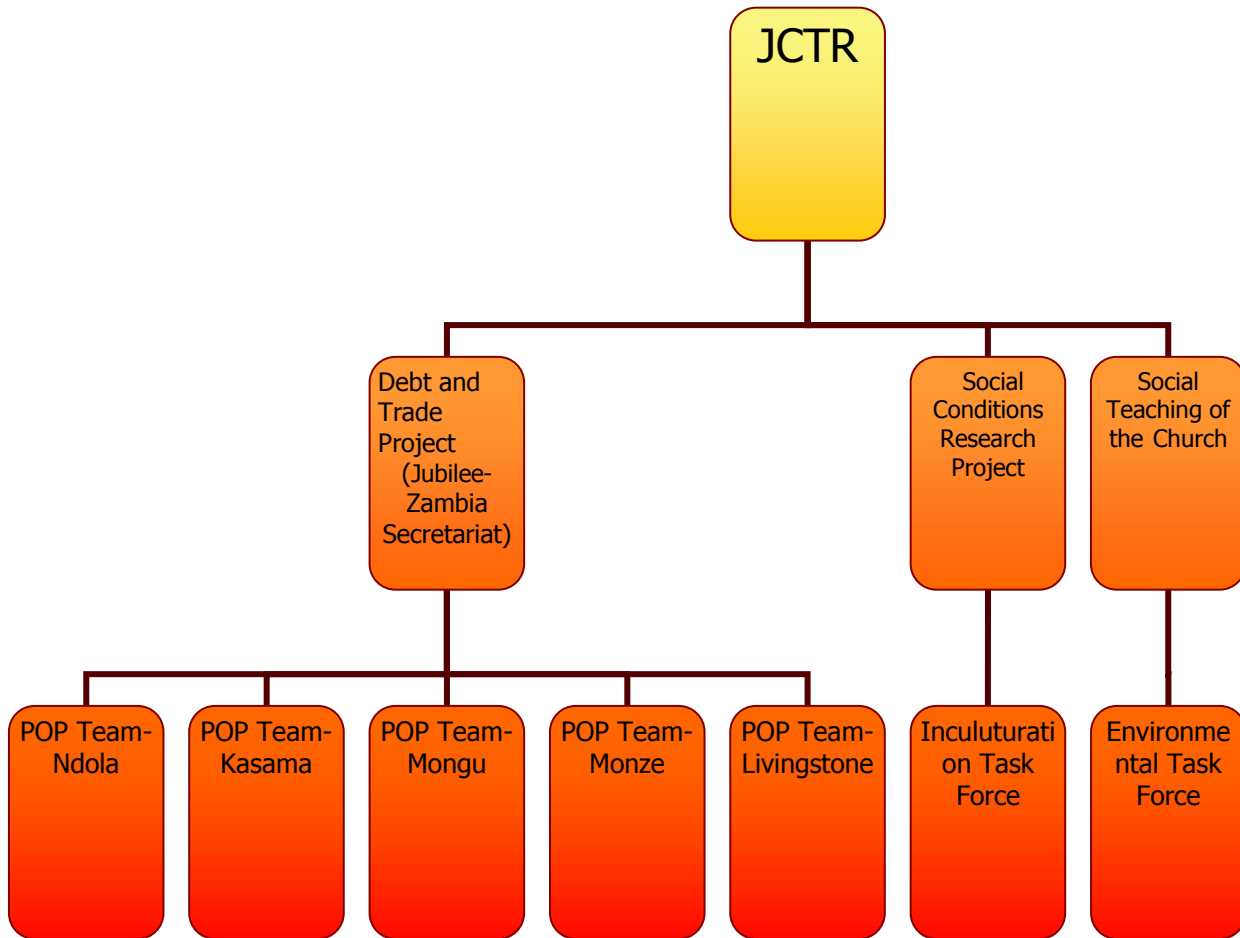 JCTR
Debt and
Trade
Project
(Jubilee-
Zambia
Secretariat)
Social
Conditions
Research
Project
Social
Teaching of
the Church
POP Team-
Ndola
POP Team-
Kasama
POP Team-
Mongu
POP Team-
Monze
POP Team-
Livingstone
Inculuturati
on Task
Force
Environme
ntal Task
Force